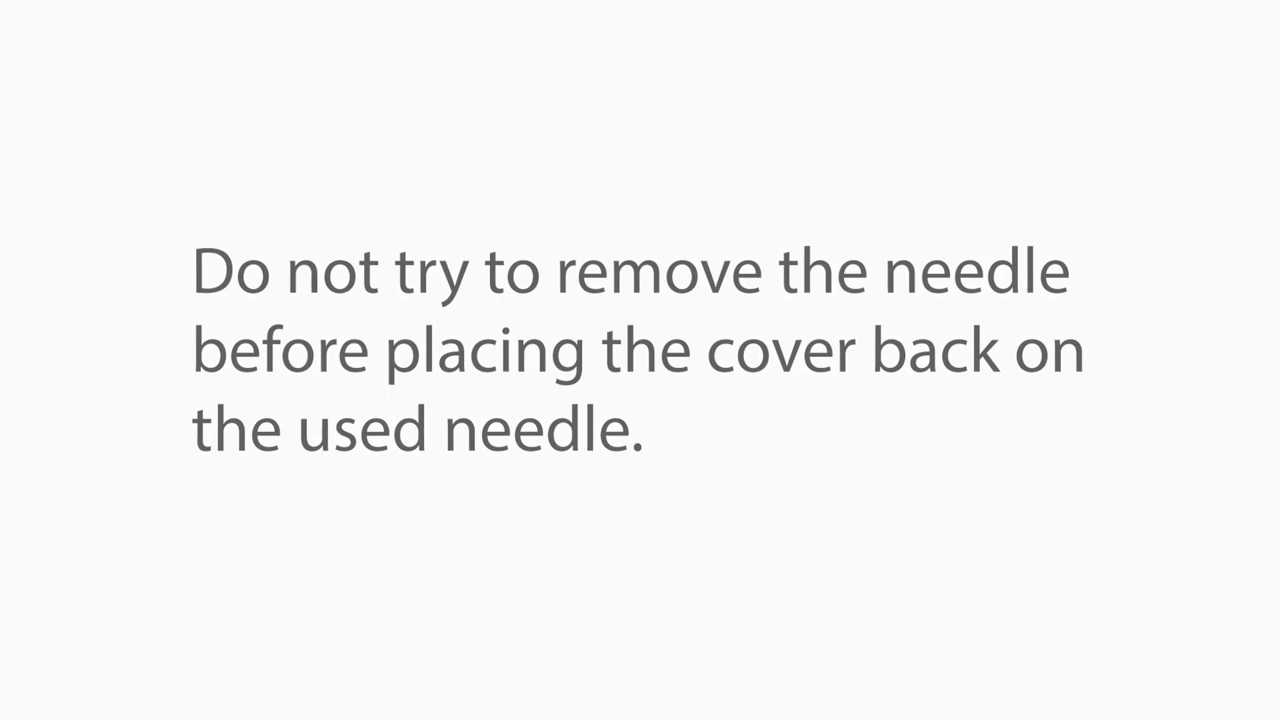 Do not try to remove the needle
before placing the cover back on
the used needle.